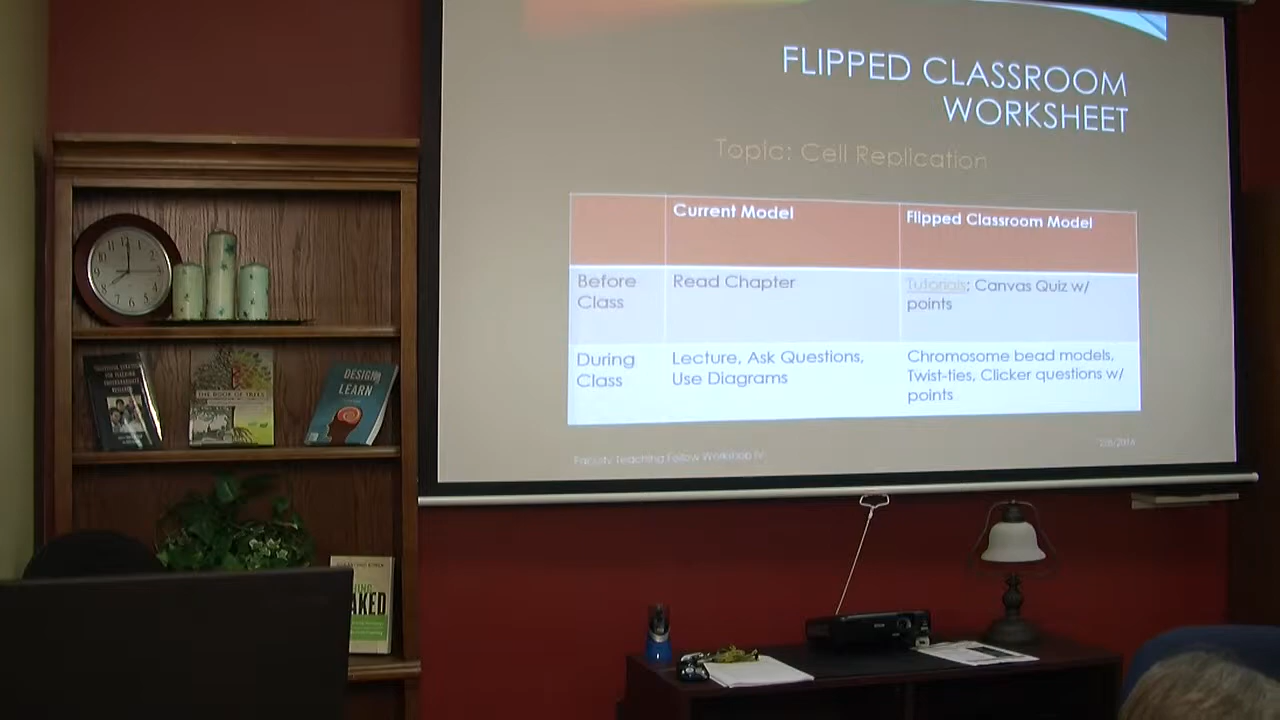 FLIPPED CLASSROOM
WORKSHEET
Topic: Cell Replication
Current Model
Flipped Classroom Model
Before
Class
Read Chapter
Tutorials; Canvas Quiz w/
points
During
Class
Lecture, Ask Questions,
Use Diagrams
Chromosome bead models,
Twist-ties, Clicker questions w/
points
Faculty Teaching Fellow Workshop IV
THE BOOK OF TREES
DESIGN
LEARN
AKED